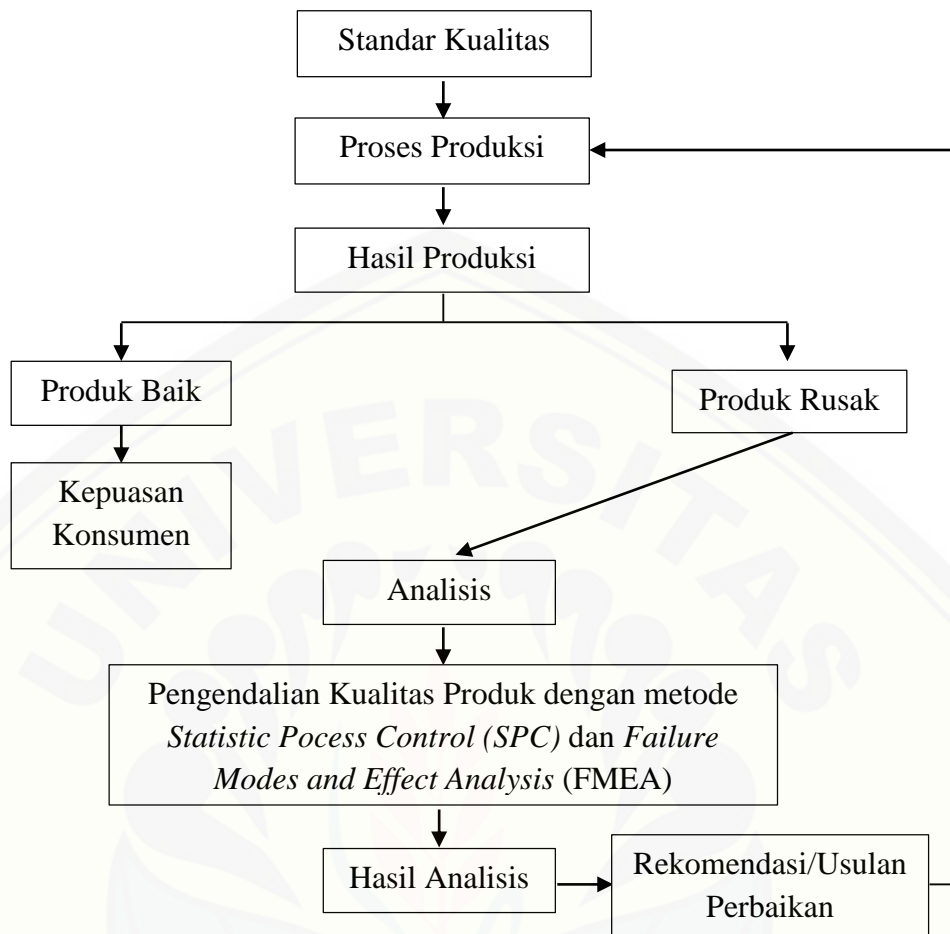 Standar Kualitas
Proses Produksi
Hasil Produksi
Produk Baik
Produk Rusak
Kepuasan
Konsumen
Analisis
Pengendalian Kualitas Produk dengan metode
Statistic Pocess Control (SPC) dan Failure
Modes and Effect Analysis (FMEA)
Hasil Analisis
Rekomendasi/Usulan
Perbaikan
UNIVERSITAS